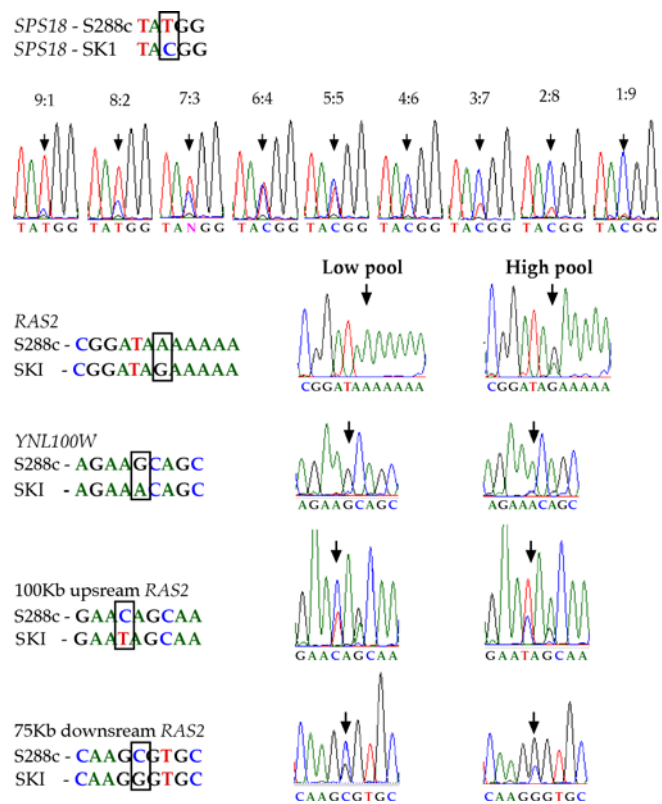 SPS18 - S288c TATGG
SPS18 - SK1 TACGG
9:1 8:2 7:3 6:4 5:5 4:6 3:7 2:8 1:9
TATGG TATGG TANGG TACGG TACGG TACGG TACGG TACGG TACGG
Low pool High pool
RAS2
S288c - CGGATAAAAAAA
SKI - CGGATAGAAAAA
CGGATAAAAAAA CGGATAGAAAAA
YNL100W
S288c - AGAAGCAGC
SKI - AGAAACAGC
AGAAGCAGC AGAAACAGC
100Kb upsream RAS2
S288c - GAACAGCAA
SKI - GAATAGCAA
GAACAGCAA GAATAGCAA
75Kb downsream RAS2
S288c - CAAGCGTGC
SKI - CAAGGGTGC
CAAGCGTGC CAAGGGTGC